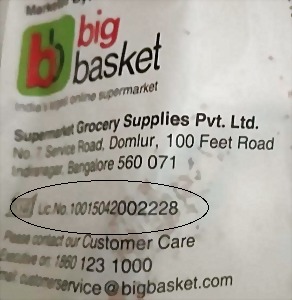 Marketed by:
big
basket
India's largest online supermarket
Supermarket Grocery Supplies Pvt. Ltd.
No. 7 Service Road, Domlur, 100 Feet Road
Indiranagar, Bangalore 560 071
Lic. No. 10015042002228
Please contact our Customer Care
Executive on: 1860 123 1000
email: customerservice@bigbasket.com